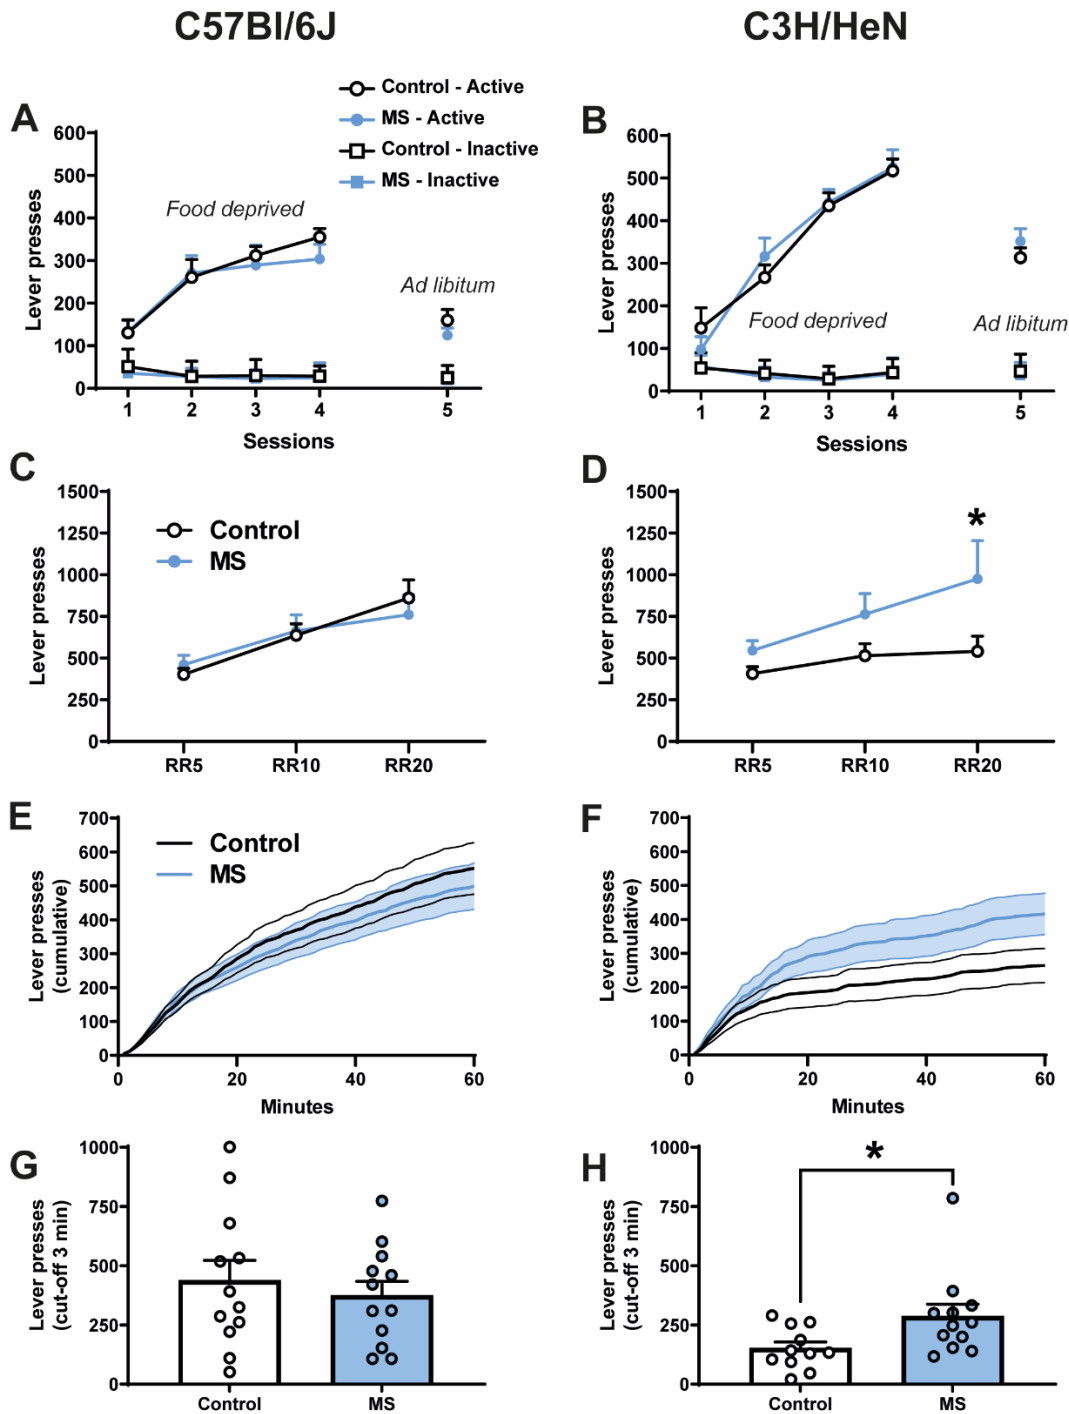 C57Bl/6J
C3H/HeN
Control - Active
MS - Active
Control - Inactive
MS - Inactive
A
Lever presses
600
500
400
300
200
100
0
Food deprived
Ad libitum
1 2 3 4 5
Sessions
B
Lever presses
600
500
400
300
200
100
0
Food deprived
Ad libitum
1 2 3 4 5
Sessions
C
Lever presses
1500
1250
1000
750
500
250
0
Control
MS
RR5 RR10 RR20
D
Lever presses
1500
1250
1000
750
500
250
0
*
RR5 RR10 RR20
E
Lever presses
(cumulative)
700
600
500
400
300
200
100
0
Control
MS
0 20 40 60
Minutes
F
Lever presses
(cumulative)
700
600
500
400
300
200
100
0
0 20 40 60
Minutes
G
Lever presses
(cut-off 3 min)
1000
750
500
250
0
Control MS
H
Lever presses
(cut-off 3 min)
1000
750
500
250
0
*
Control MS